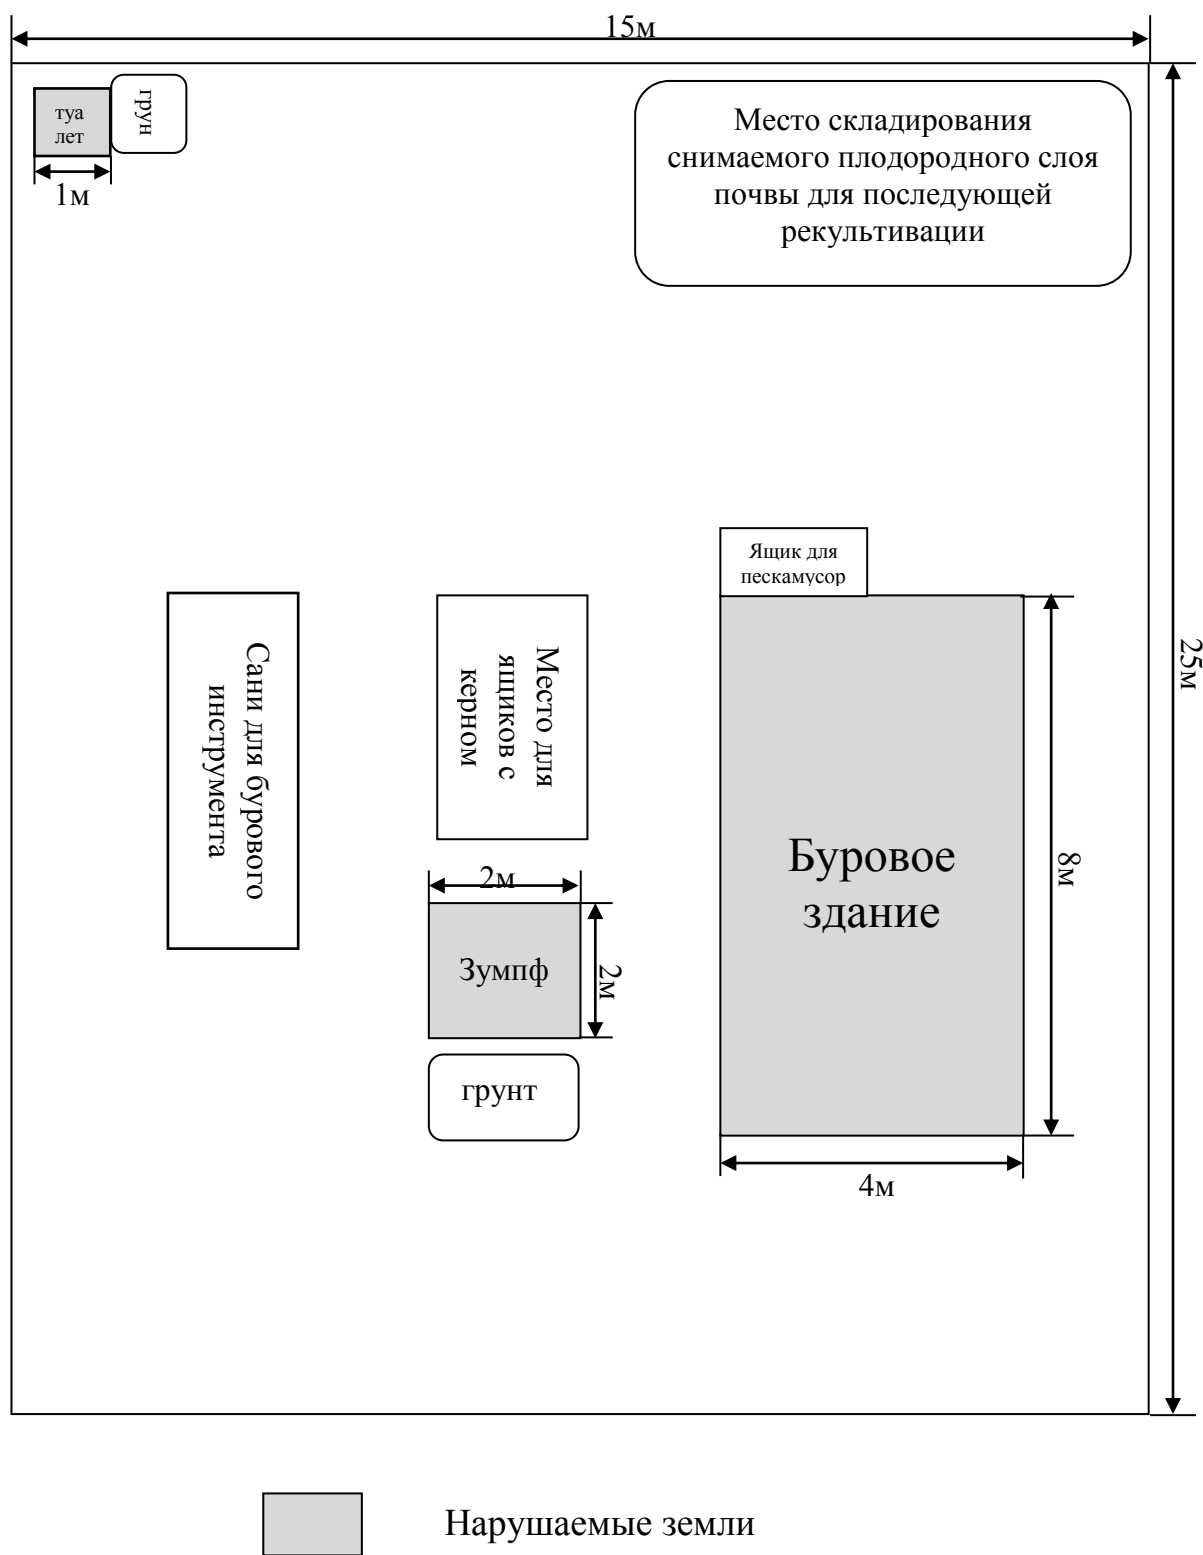 15м
туа
лет
грун
1м
Место складирования
снимаемого плодородного слоя
почвы для последующей
рекультивации
25м
Ящик для
пескамусор
Сани для бурового
инструмента
Место для
ящиков с
керном
Буровое
здание
8м
2м
Зумпф
2м
грунт
4м
Нарушаемые земли